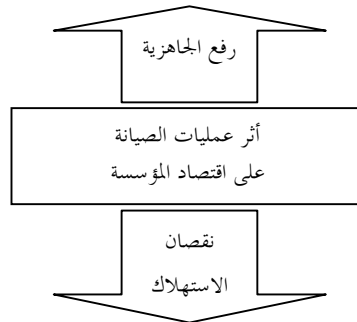 رفع الجاهزية
أثر عمليات الصيانة
على اقتصاد المؤسسة
نقصان
الاستهلاك